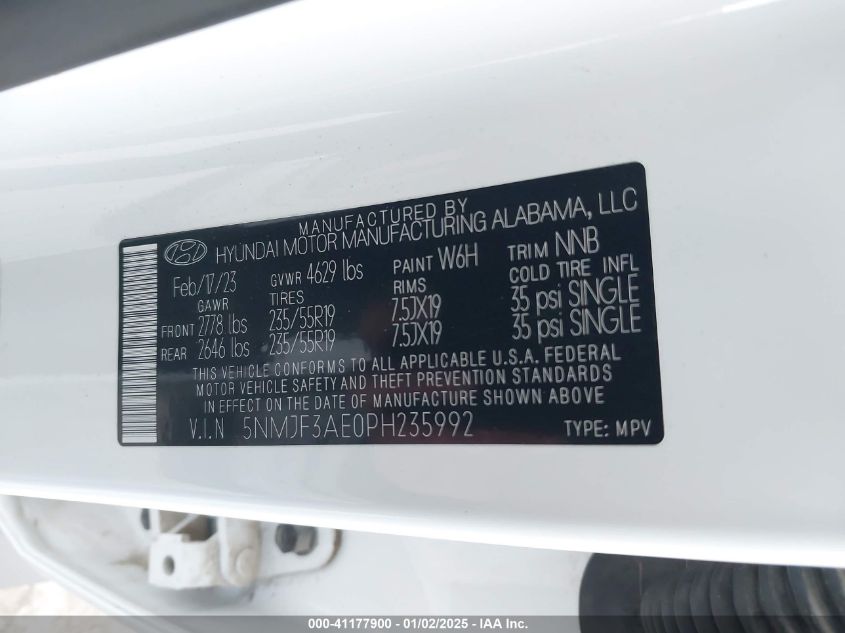 MANUFACTURED BY
HYUNDAI MOTOR MANUFACTURING ALABAMA, LLC
Feb/17/23 GVWR 4629 lbs PAINT W6H TRIM NNB
GAWR TIRES RIMS COLD TIRE INFL
FRONT 2778 lbs 235/55R19 7.5JX19 35 psi SINGLE
REAR 2646 lbs 235/55R19 7.5JX19 35 psi SINGLE
THIS VEHICLE CONFORMS TO ALL APPLICABLE U.S.A. FEDERAL
MOTOR VEHICLE SAFETY AND THEFT PREVENTION STANDARDS
IN EFFECT ON THE DATE OF MANUFACTURE SHOWN ABOVE
V.I.N 5NMJF3AE0PH235992 TYPE: MPV
000-41177900 - 01/02/2025 - IAA Inc.